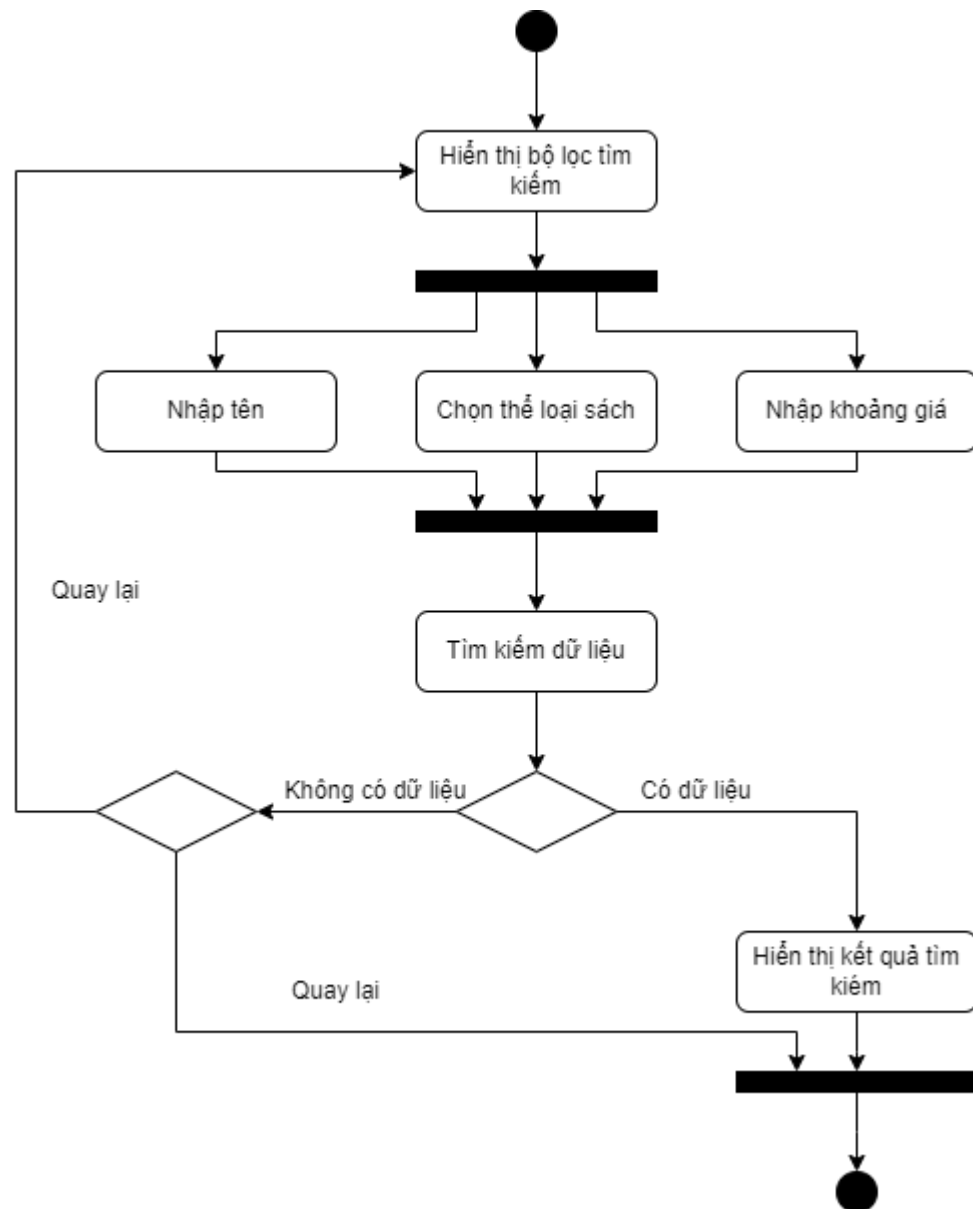 Hiển thị bộ lọc tìm
kiếm
Nhập tên
Chọn thể loại sách
Nhập khoảng giá
Quay lại
Tìm kiếm dữ liệu
Không có dữ liệu
Có dữ liệu
Hiển thị kết quả tìm
kiém
Quay lại